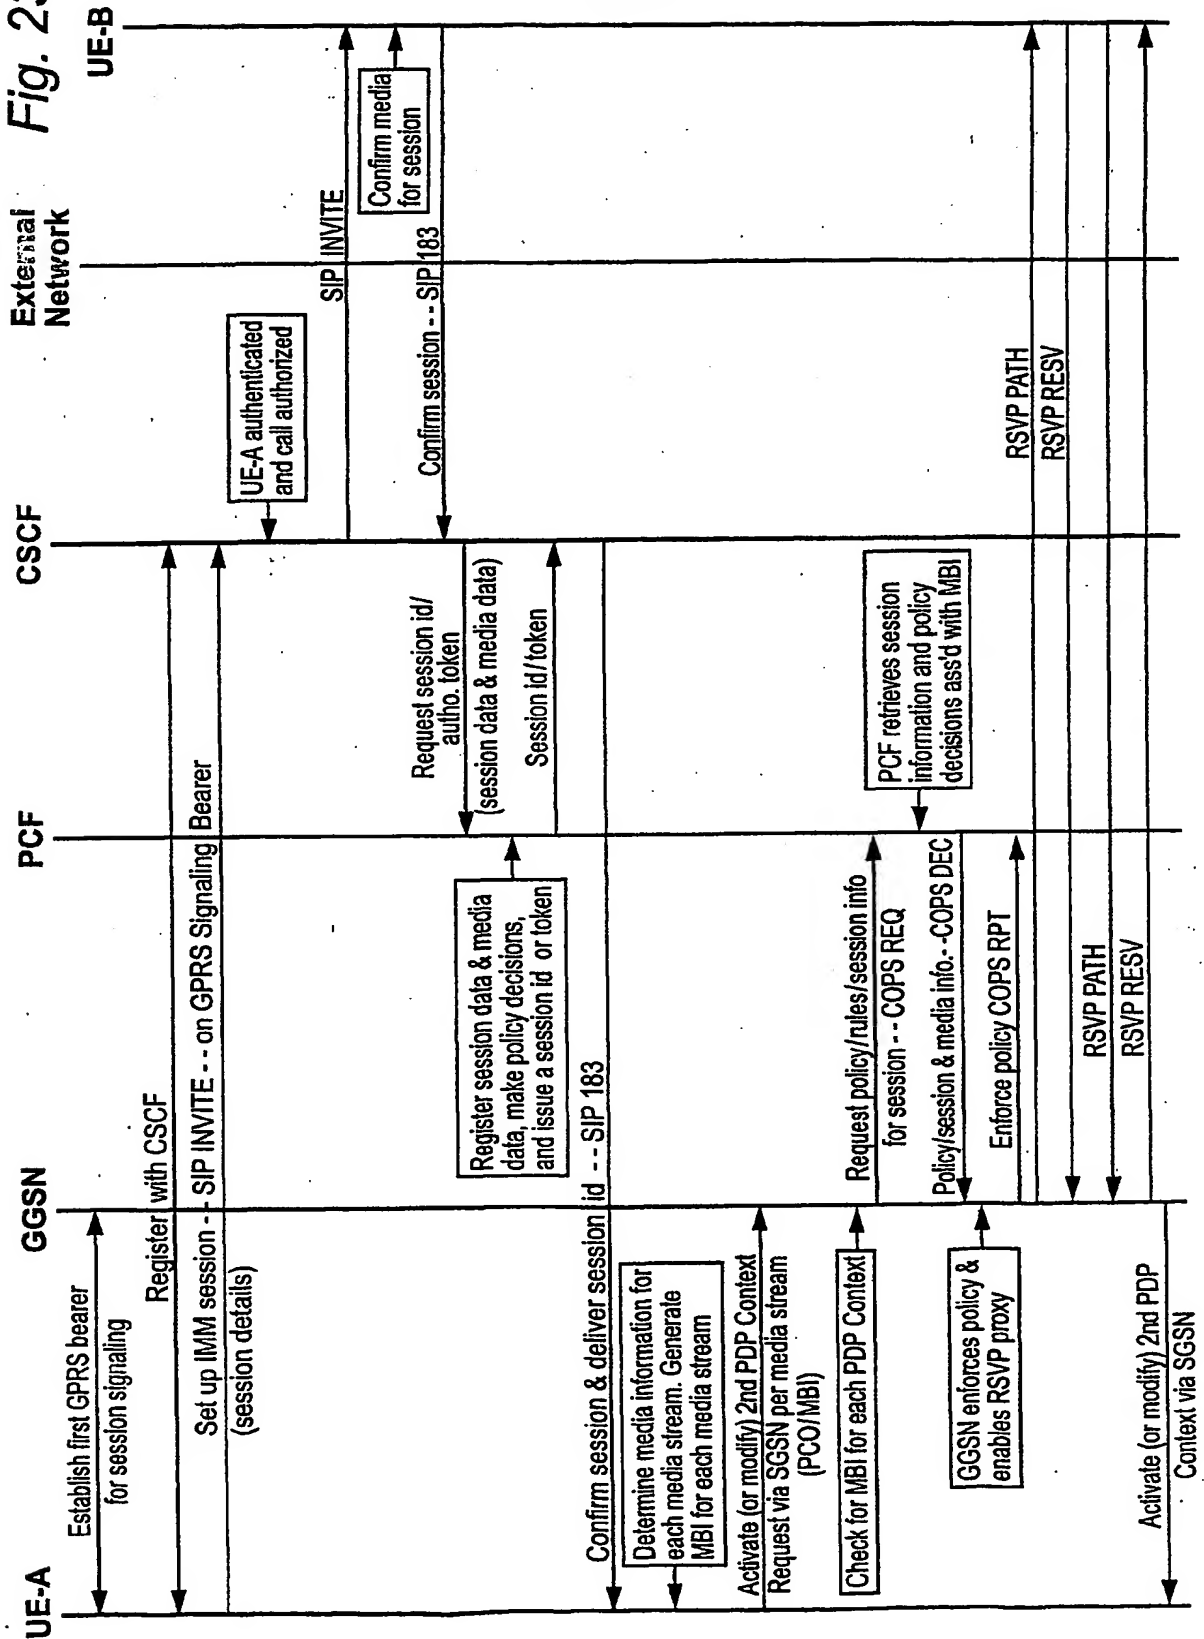 Fig. 23
UE-A
GGSN
PCF
CSCF
External
Network
UE-B
Establish first GPRS bearer
for session signaling
Register with CSCF
Set up IMM session -- SIP INVITE -- on GPRS Signaling Bearer
(session details)
UE-A authenticated
and call authorized
SIP INVITE
Confirm media
for session
Confirm session -- SIP 183
Request session id/
autho. token
(session data & media data)
Register session data & media
data, make policy decisions,
and issue a session id or token
Session id/token
Confirm session & deliver session id -- SIP 183
Determine media information for
each media stream. Generate
MBI for each media stream
Activate (or modify) 2nd PDP Context
Request via SGSN per media stream
(PCO/MBI)
Check for MBI for each PDP Context
Request policy/rules/session info
for session -- COPS REQ
PCF retrieves session
information and policy
decisions ass'd with MBI
Policy/session & media info.--COPS DEC
GGSN enforces policy &
enables RSVP proxy
Enforce policy COPS RPT
RSVP PATH
RSVP RESV
RSVP PATH
RSVP RESV
Activate (or modify) 2nd PDP
Context via SGSN